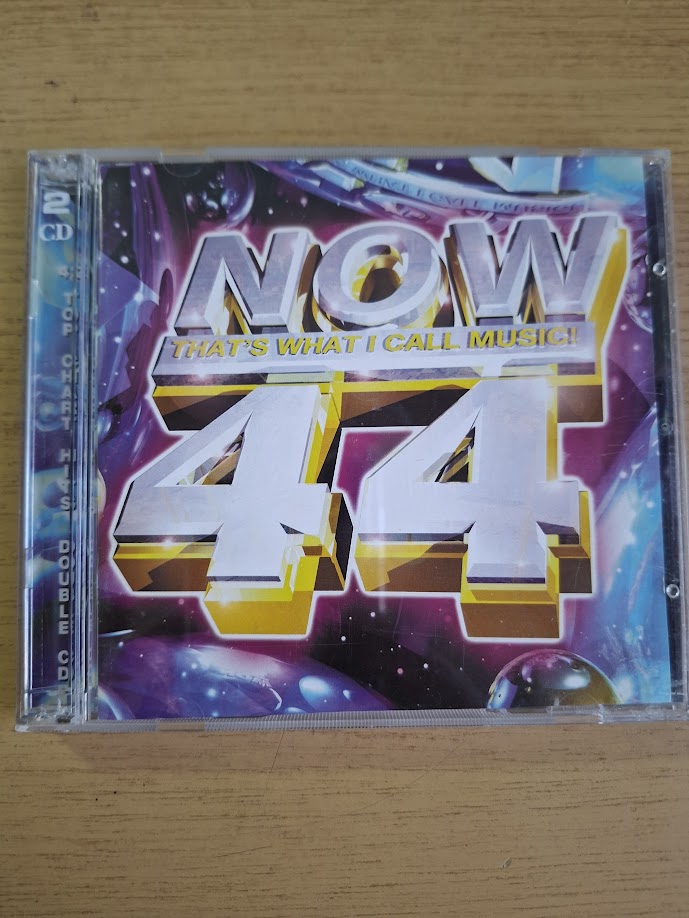 2
CD
TOP CHART HITS DOUBLE CD
NOW
THAT'S WHAT I CALL MUSIC!
44